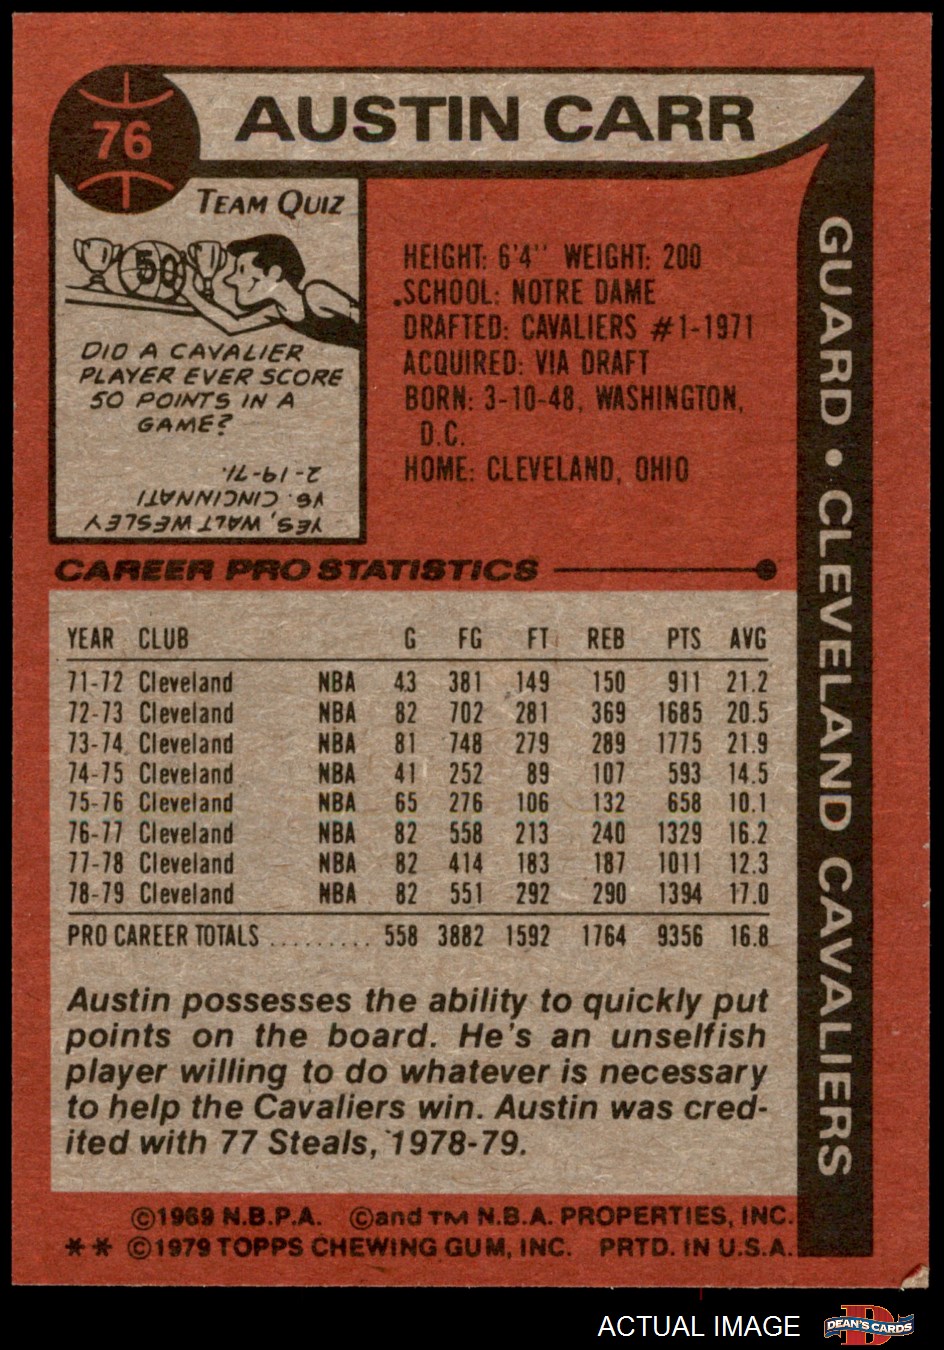 76
AUSTIN CARR
TEAM QUIZ
50
DID A CAVALIER
PLAYER EVER SCORE
50 POINTS IN A
GAME?
YES, WALT WESLEY
VS. CINCINNATI
2-19-71.
HEIGHT: 6'4" WEIGHT: 200
SCHOOL: NOTRE DAME
DRAFTED: CAVALIERS #1-1971
ACQUIRED: VIA DRAFT
BORN: 3-10-48, WASHINGTON,
D.C.
HOME: CLEVELAND, OHIO
GUARD • CLEVELAND CAVALIERS
CAREER PRO STATISTICS
YEAR CLUB G FG FT REB PTS AVG
71-72 Cleveland NBA 43 381 149 150 911 21.2
72-73 Cleveland NBA 82 702 281 369 1685 20.5
73-74 Cleveland NBA 81 748 279 289 1775 21.9
74-75 Cleveland NBA 41 252 89 107 593 14.5
75-76 Cleveland NBA 65 276 106 132 658 10.1
76-77 Cleveland NBA 82 558 213 240 1329 16.2
77-78 Cleveland NBA 82 414 183 187 1011 12.3
78-79 Cleveland NBA 82 551 292 290 1394 17.0
PRO CAREER TOTALS ......... 558 3882 1592 1764 9356 16.8
Austin possesses the ability to quickly put
points on the board. He's an unselfish
player willing to do whatever is necessary
to help the Cavaliers win. Austin was cred-
ited with 77 Steals, 1978-79.
©1969 N.B.P.A. ©and TM N.B.A. PROPERTIES, INC.
** ©1979 TOPPS CHEWING GUM, INC. PRTD. IN U.S.A.
ACTUAL IMAGE
D
DEAN'S CARDS